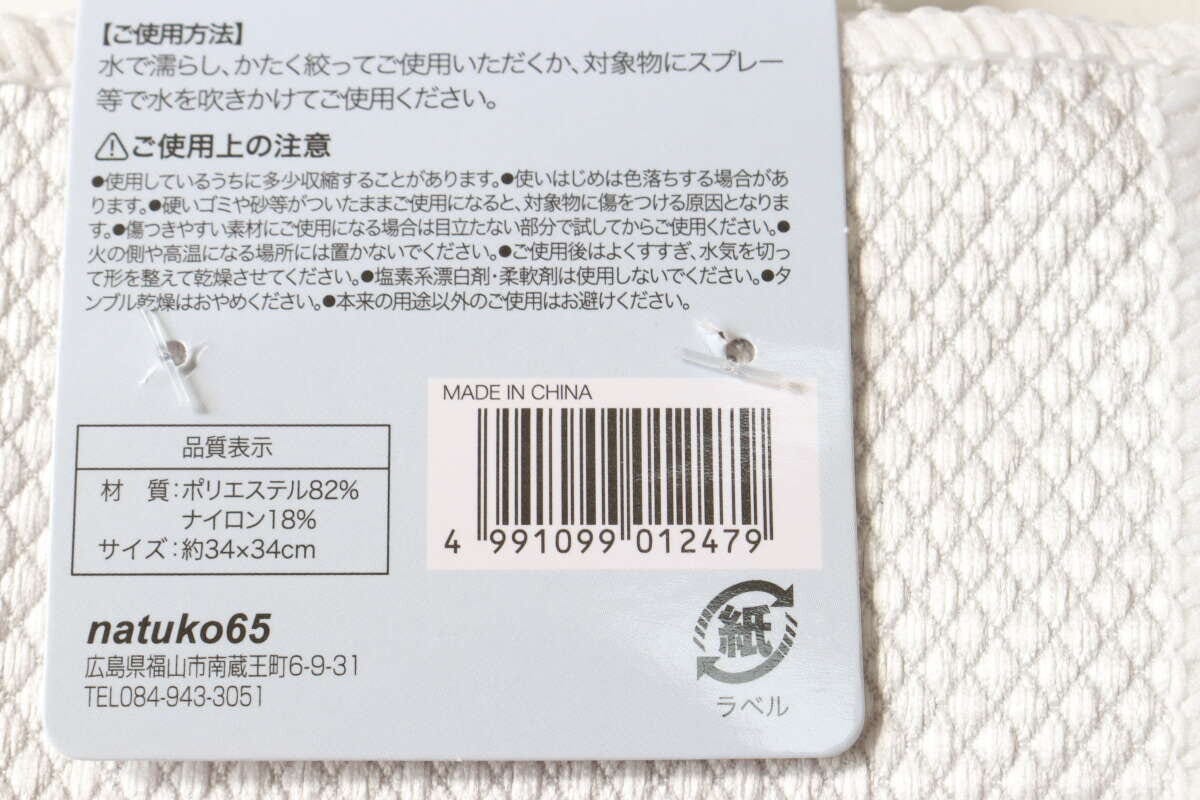 【ご使用方法】
水で濡らし、かたく絞ってご使用いただくか、対象物にスプレー
等で水を吹きかけてご使用ください。
⚠ご使用上の注意
●使用しているうちに多少収縮することがあります。●使いはじめは色落ちする場合があ
ります。●硬いゴミや砂等がついたままご使用になると、対象物に傷をつける原因となりま
す。●傷つきやすい素材にご使用になる場合は目立たない部分で試してからご使用ください。●
火の側や高温になる場所には置かないでください。●ご使用後はよくすすぎ、水気を切っ
て形を整えて乾燥させてください。●塩素系漂白剤・柔軟剤は使用しないでください。●タ
ンブル乾燥はおやめください。●本来の用途以外のご使用はお避けください。
MADE IN CHINA
4 991099 012479
品質表示
材　質：ポリエステル82%
ナイロン18%
サイズ：約34×34cm
natuko65
広島県福山市南蔵王町6-9-31
TEL084-943-3051
紙
ラベル